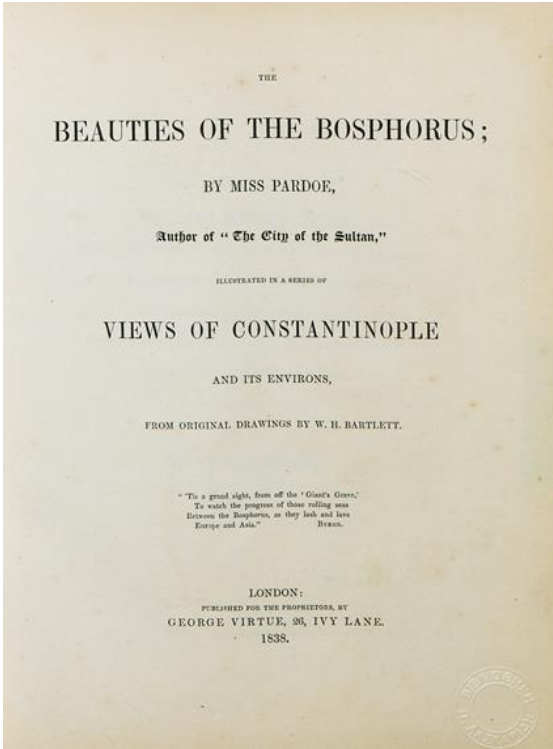 THE
BEAUTIES OF THE BOSPHORUS;
BY MISS PARDOE,
Author of "The City of the Sultan,"
ILLUSTRATED IN A SERIES OF
VIEWS OF CONSTANTINOPLE
AND ITS ENVIRONS,
FROM ORIGINAL DRAWINGS BY W. H. BARTLETT.
"'Tis a grand sight, from off the 'Giant's Grave,'
To watch the progress of those rolling seas
Between the Bosphorus, as they lash and lave
Europe and Asia." BYRON.
LONDON:
PUBLISHED FOR THE PROPRIETORS, BY
GEORGE VIRTUE, 26, IVY LANE.
1838.